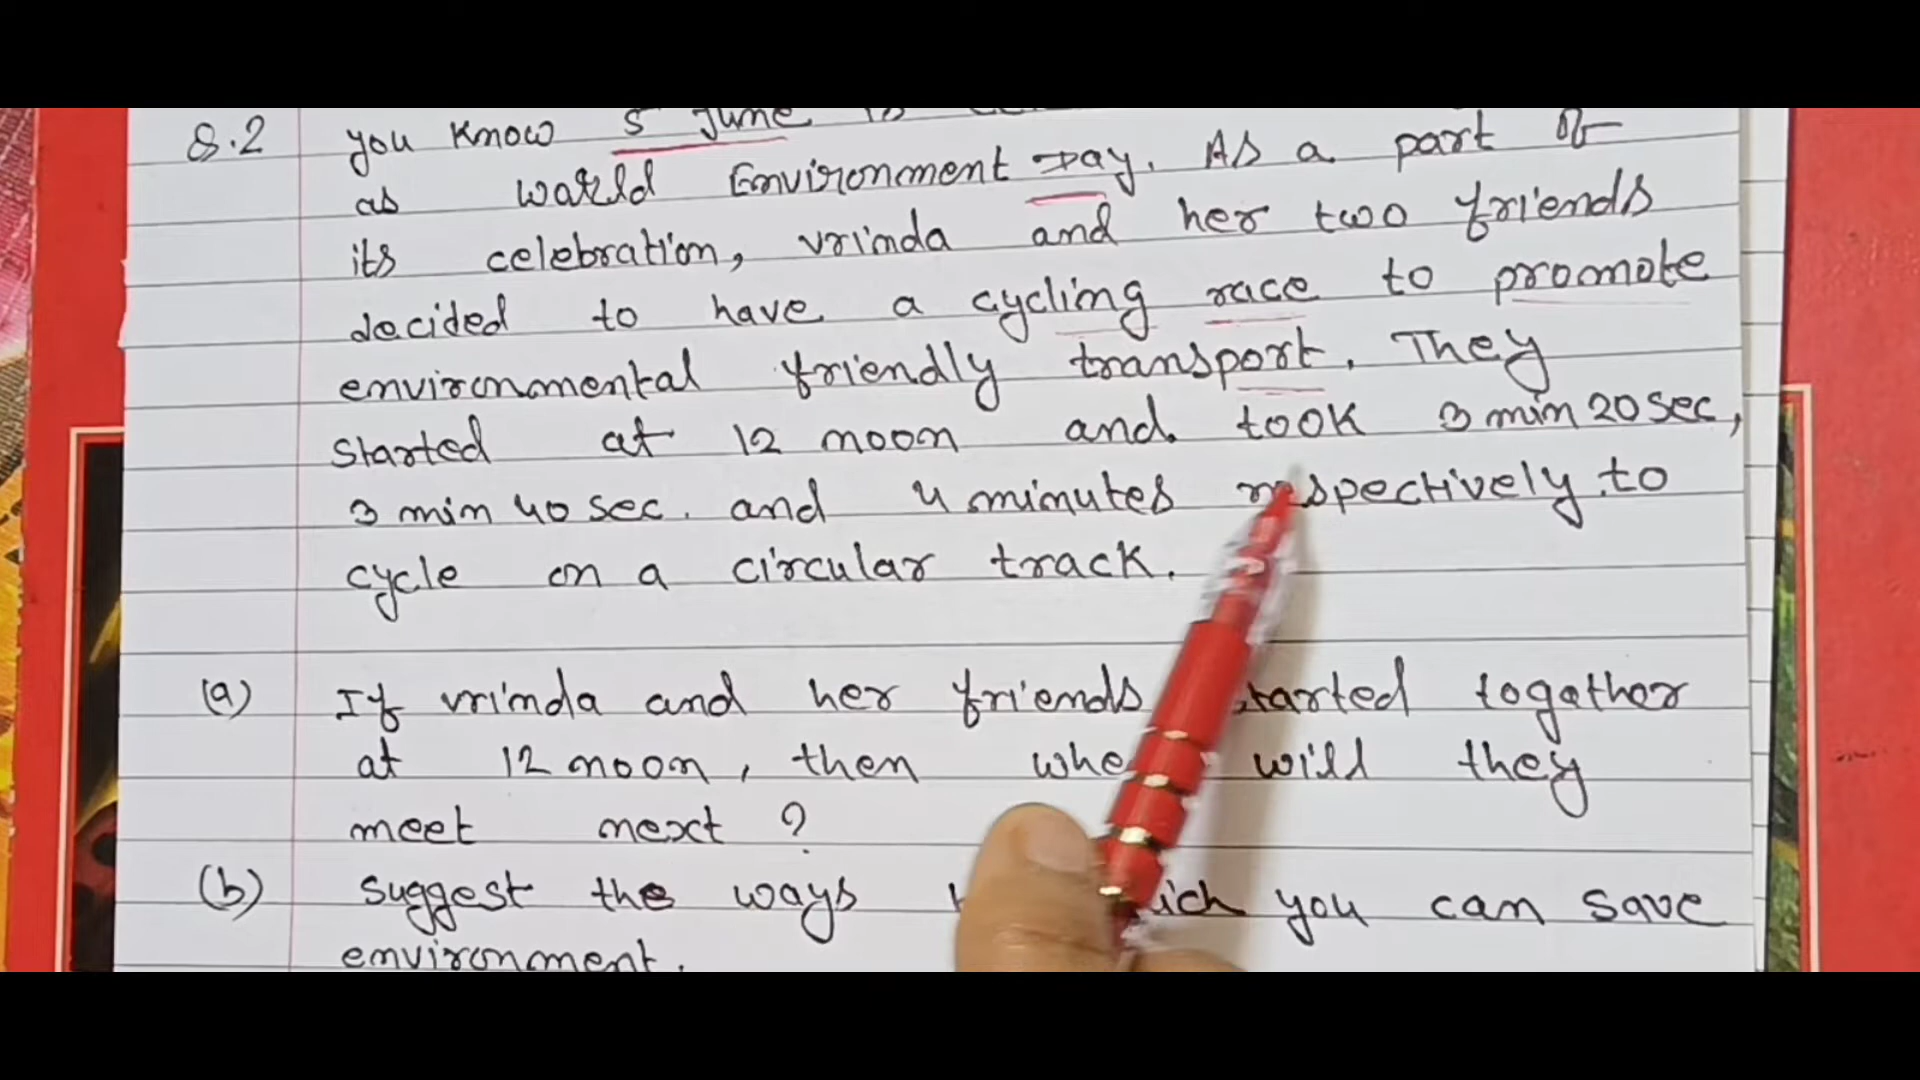 Q.2 you know 5 June is
as world Environment Day. As a part of
its celebration, vrinda and her two friends
decided to have a cycling race to promote
environmental friendly transport. They
started at 12 noon and took 3 min 20 sec,
3 min 40 sec. and 4 minutes respectively to
cycle on a circular track.
(a) If vrinda and her friends started togather
at 12 noon, then will they
meet next ?
(b) Suggest the ways you can save
environment.